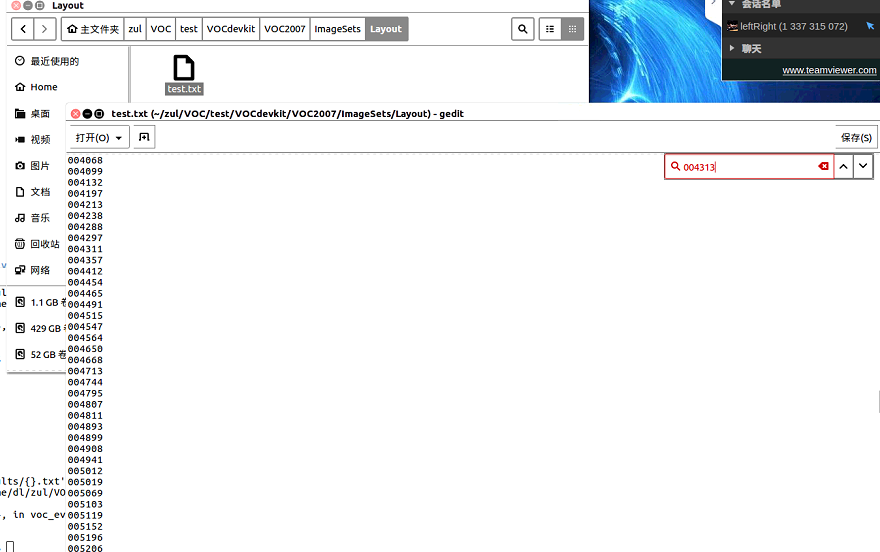 Layout
会话名单
主文件夹 zul VOC test VOCdevkit VOC2007 ImageSets Layout
leftRight (1 337 315 072)
聊天
www.teamviewer.com
最近使用的
Home
桌面
视频
图片
文档
音乐
回收站
网络
1.1 GB 卷
429 GB
52 GB 卷
test.txt
test.txt (~/zul/VOC/test/VOCdevkit/VOC2007/ImageSets/Layout) - gedit
打开(O)
保存(S)
004313
004068
004099
004132
004197
004213
004238
004288
004297
004311
004357
004412
004454
004465
004491
004515
004547
004564
004650
004668
004713
004744
004795
004807
004811
004893
004899
004908
004941
005012
005019
005069
005103
005119
005152
005196
005206
ults/{}.txt'
me/dl/zul/VO
, in voc_ev